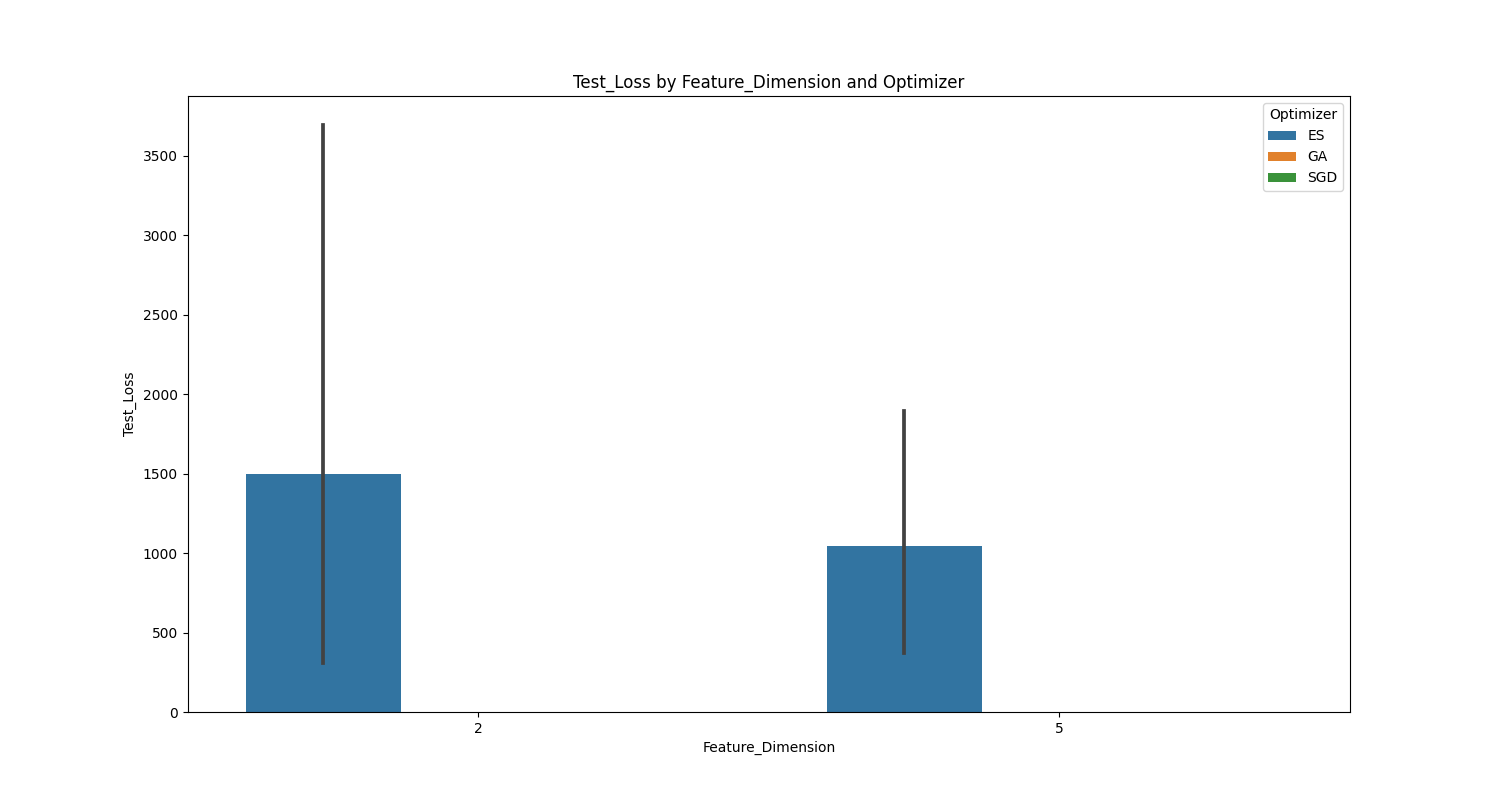 Test_Loss by Feature_Dimension and Optimizer
Optimizer
ES
GA
SGD
Test_Loss
3500
3000
2500
2000
1500
1000
500
0
2
5
Feature_Dimension